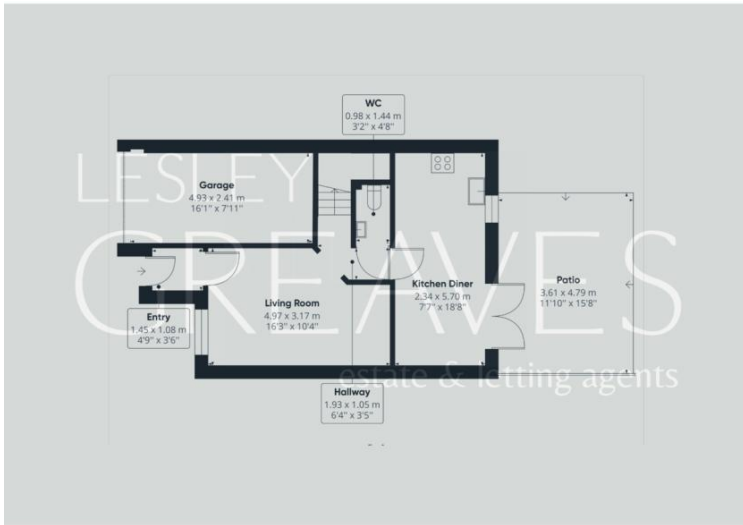 WC
0.98 x 1.44 m
3'2" x 4'8"
LESLEY
Garage
4.93 x 2.41 m
16'1" x 7'11"
GREAVES
Kitchen Diner
2.34 x 5.70 m
7'7" x 18'8"
Patio
3.61 x 4.79 m
11'10" x 15'8"
Living Room
4.97 x 3.17 m
16'3" x 10'4"
Entry
1.45 x 1.08 m
4'9" x 3'6"
estate & letting agents
Hallway
1.93 x 1.05 m
6'4" x 3'5"